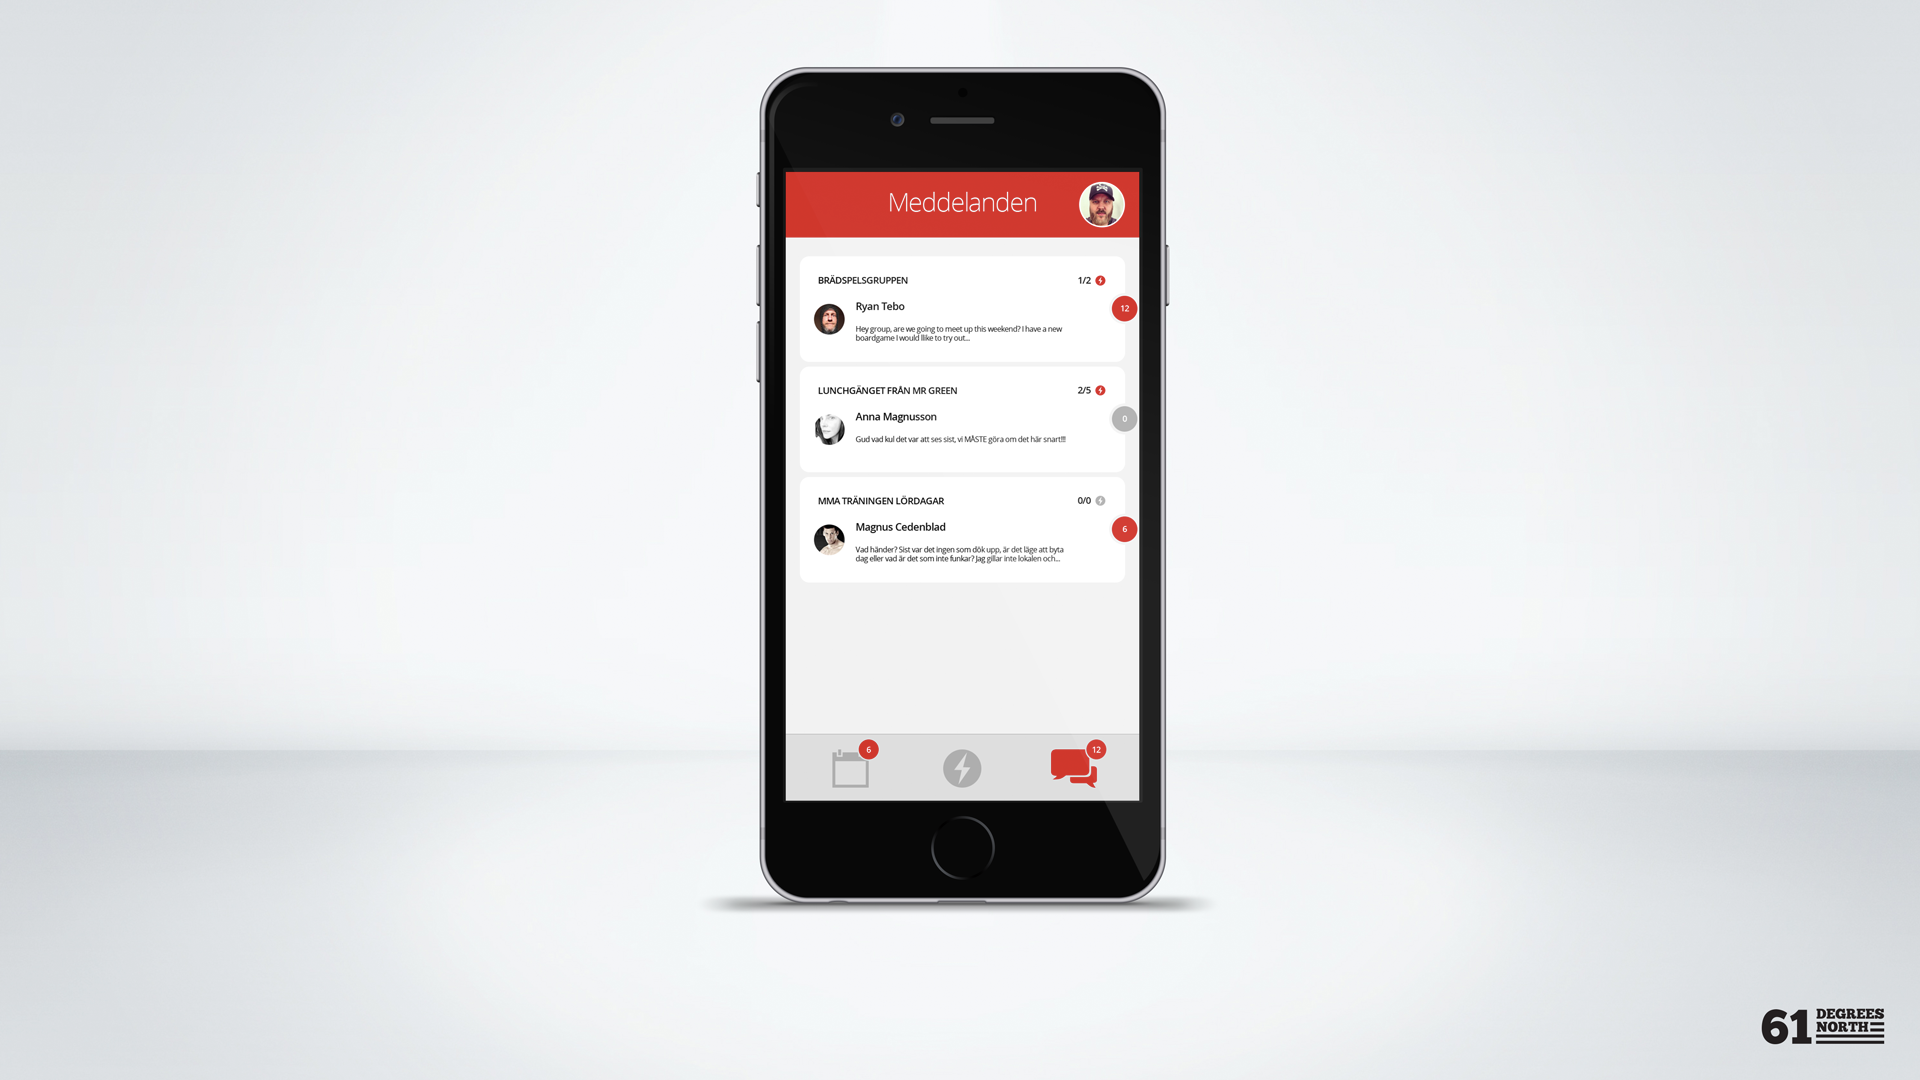 Meddelanden
BRÄDSPELSGRUPPEN
1/2
Ryan Tebo
12
Hey group, are we going to meet up this weekend? I have a new
boardgame I would llike to try out...
LUNCHGÄNGET FRÅN MR GREEN
2/5
Anna Magnusson
0
Gud vad kul det var att ses sist, vi MÅSTE göra om det här snart!!!
MMA TRÄNINGEN LÖRDAGAR
0/0
Magnus Cedenblad
6
Vad händer? Sist var det ingen som dök upp, är det läge att byta
dag eller vad är det som inte funkar? Jag gillar inte lokalen och...
6
12
61 DEGREES
NORTH